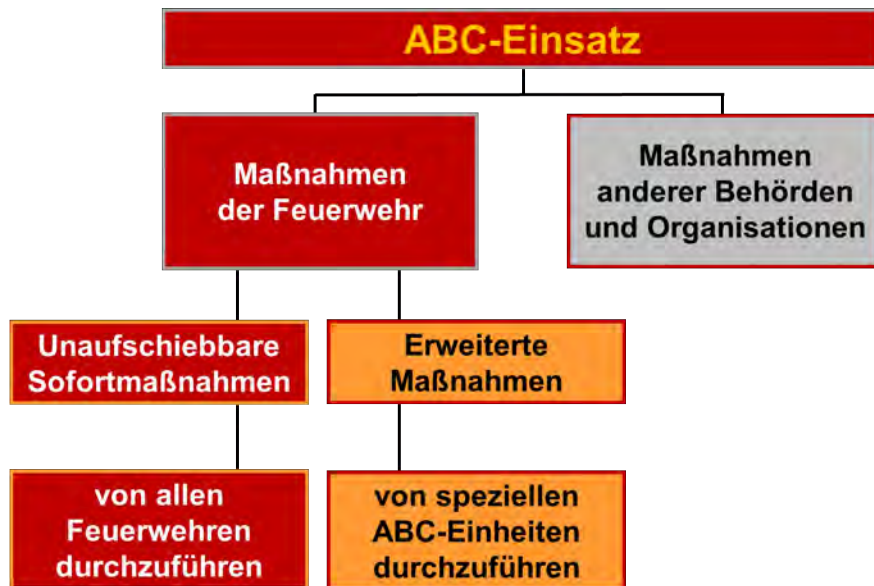 ABC-Einsatz
Maßnahmen
der Feuerwehr
Maßnahmen
anderer Behörden
und Organisationen
Unaufschiebbare
Sofortmaßnahmen
Erweiterte
Maßnahmen
von allen
Feuerwehren
durchzuführen
von speziellen
ABC-Einheiten
durchzuführen